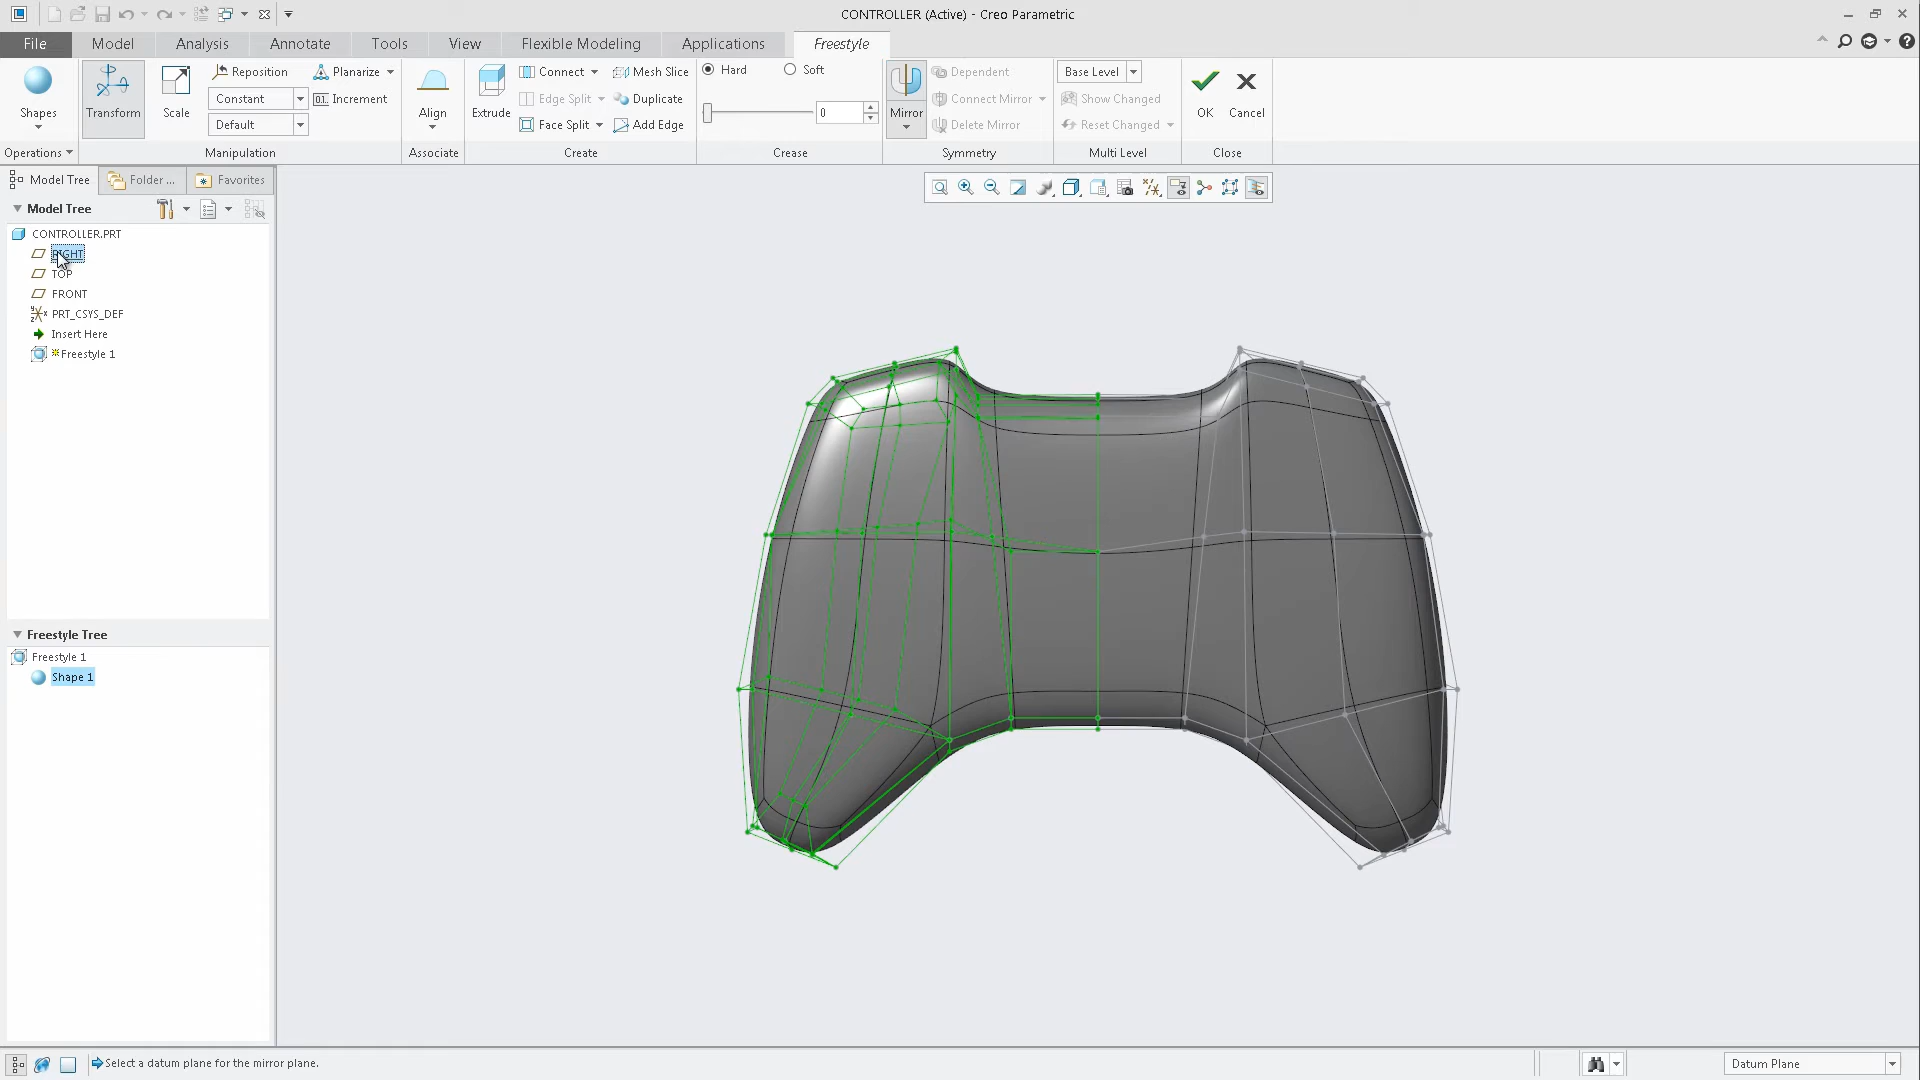 CONTROLLER (Active) - Creo Parametric
File Model Analysis Annotate Tools View Flexible Modeling Applications Freestyle
Shapes
Operations
Transform
Scale
Reposition
Constant
Default
Planarize
0.1 Increment
Manipulation
Align
Associate
Extrude
Connect
Edge Split
Face Split
Mesh Slice
Duplicate
Add Edge
Create
Hard Soft
0
Crease
Mirror
Dependent
Connect Mirror
Delete Mirror
Symmetry
Base Level
Show Changed
Reset Changed
Multi Level
OK
Cancel
Close
Model Tree Folder ... Favorites
Model Tree
CONTROLLER.PRT
RIGHT
TOP
FRONT
PRT_CSYS_DEF
Insert Here
Freestyle 1
Freestyle Tree
Freestyle 1
Shape 1
Select a datum plane for the mirror plane.
Datum Plane